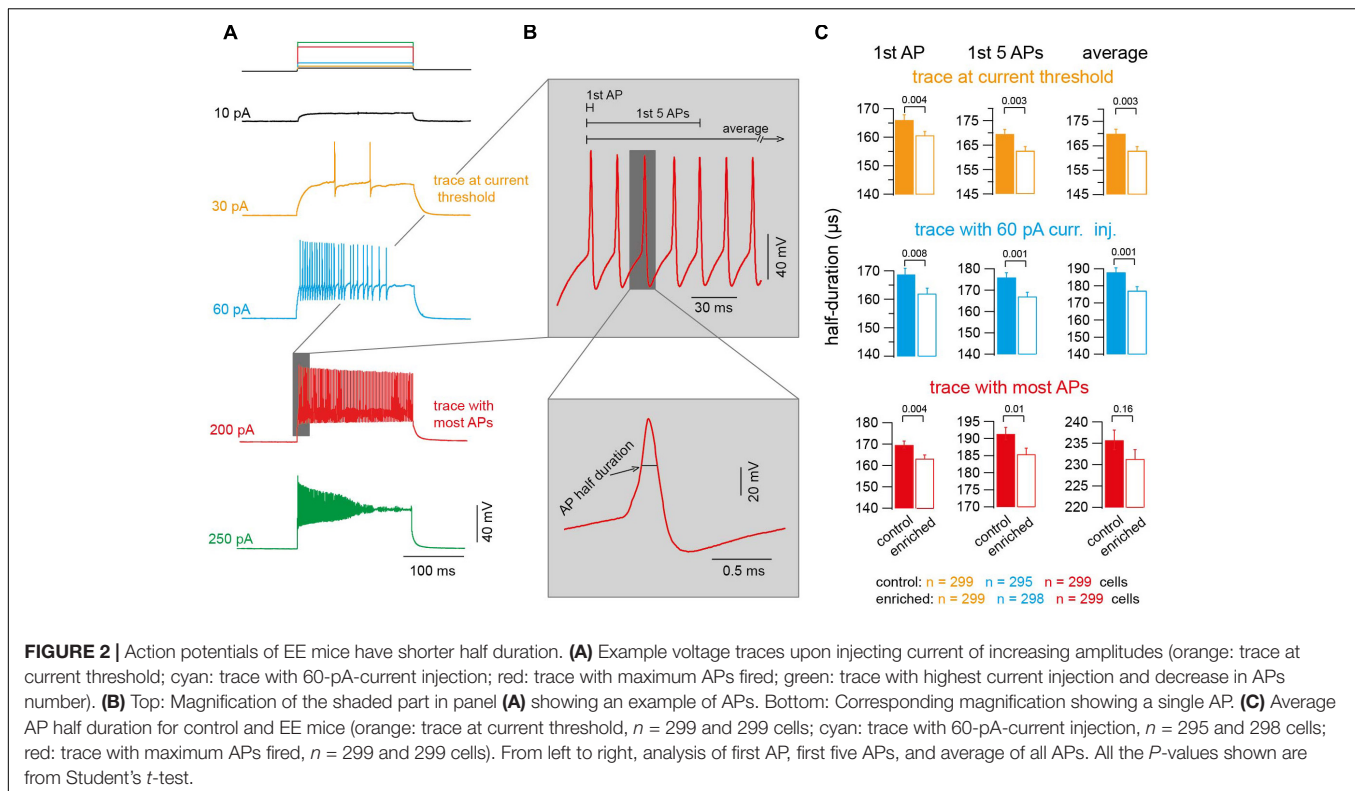 A
10 pA
30 pA
trace at current
threshold
60 pA
200 pA
trace with
most APs
250 pA
40 mV
100 ms
B
1st AP
1st 5 APs
average
40 mV
30 ms
AP half duration
20 mV
0.5 ms
C
1st AP 1st 5 APs average
trace at current threshold
0.004 0.003 0.003
170 160 150 140
175 165 155 145
175 165 155 145
half-duration (µs)
trace with 60 pA curr. inj.
0.008 0.001 0.001
170 160 150 140
180 170 160 150 140
190 180 170 160 150 140
trace with most APs
0.004 0.01 0.16
180 170 160 150 140
195 190 185 180 175 170
240 235 230 225 220
control enriched control enriched control enriched
control: n = 299 n = 295 n = 299 cells
enriched: n = 299 n = 298 n = 299 cells
FIGURE 2 | Action potentials of EE mice have shorter half duration. (A) Example voltage traces upon injecting current of increasing amplitudes (orange: trace at
current threshold; cyan: trace with 60-pA-current injection; red: trace with maximum APs fired; green: trace with highest current injection and decrease in APs
number). (B) Top: Magnification of the shaded part in panel (A) showing an example of APs. Bottom: Corresponding magnification showing a single AP. (C) Average
AP half duration for control and EE mice (orange: trace at current threshold, n = 299 and 299 cells; cyan: trace with 60-pA-current injection, n = 295 and 298 cells;
red: trace with maximum APs fired, n = 299 and 299 cells). From left to right, analysis of first AP, first five APs, and average of all APs. All the P-values shown are
from Student's t-test.